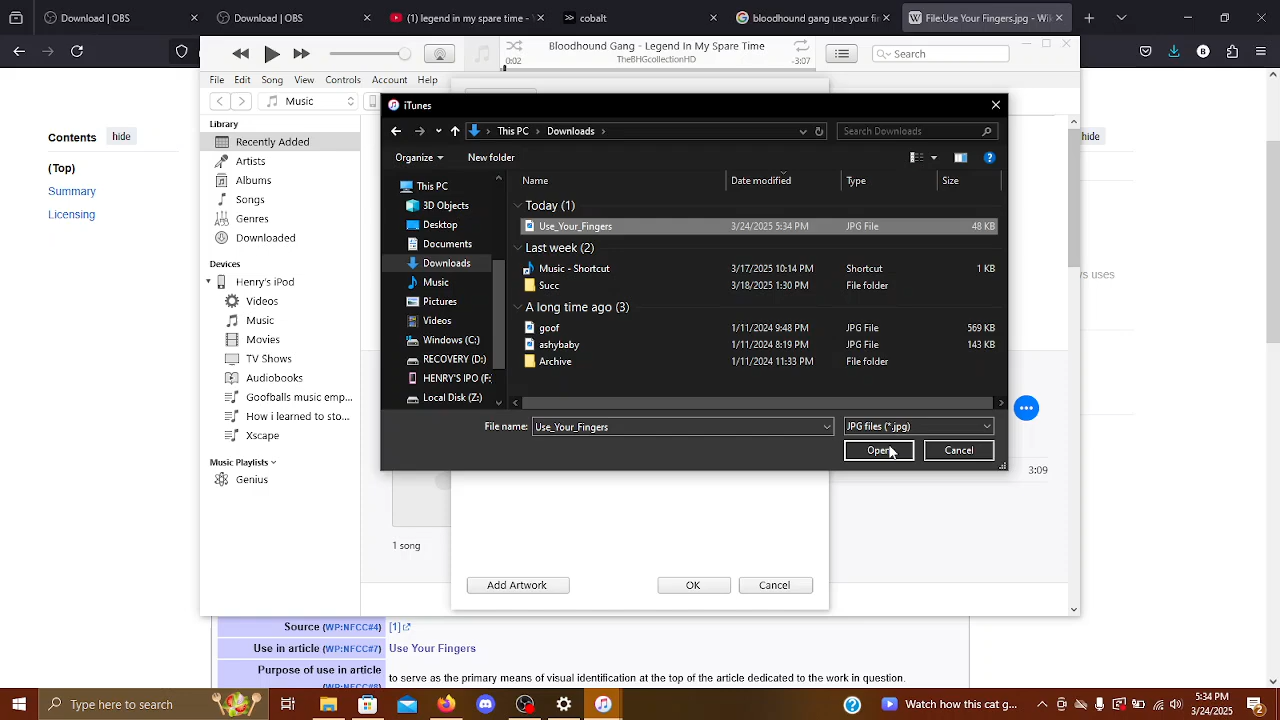 Download | OBS
Download | OBS
(1) legend in my spare time -
cobalt
bloodhound gang use your fi
File:Use Your Fingers.jpg - Wi
Bloodhound Gang - Legend In My Spare Time
TheBHGcollectionHD
0:02
-3:07
Search
File Edit Song View Controls Account Help
Music
iTunes
This PC
Downloads
Search Downloads
Organize
New folder
Contents
hide
(Top)
Summary
Licensing
Library
Recently Added
Artists
Albums
Songs
Genres
Downloaded
Devices
Henry's iPod
Videos
Music
Movies
TV Shows
Audiobooks
Goofballs music emp...
How i learned to sto...
Xscape
Music Playlists
Genius
This PC
3D Objects
Desktop
Documents
Downloads
Music
Pictures
Videos
Windows (C:)
RECOVERY (D:)
HENRY'S IPO (F:
Local Disk (Z:)
Name Date modified Type Size
Today (1)
Use_Your_Fingers 3/24/2025 5:34 PM JPG File 48 KB
Last week (2)
Music - Shortcut 3/17/2025 10:14 PM Shortcut 1 KB
Succ 3/18/2025 1:30 PM File folder
A long time ago (3)
goof 1/11/2024 9:48 PM JPG File 569 KB
ashybaby 1/11/2024 8:19 PM JPG File 143 KB
Archive 1/11/2024 11:33 PM File folder
File name: Use_Your_Fingers JPG files (*.jpg)
Open Cancel
hide
s uses
3:09
1 song
Add Artwork OK Cancel
Source (WP:NFCC#4) [1]
Use in article (WP:NFCC#7) Use Your Fingers
Purpose of use in article
(WP:NFCC#8)
to serve as the primary means of visual identification at the top of the article dedicated to the work in question.
Type here to search
Watch how this cat g...
5:34 PM
3/24/2025